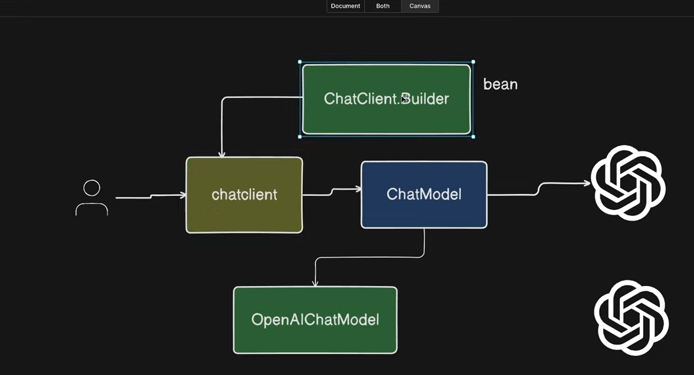 Document Both Canvas
ChatClient.Builder
bean
chatclient
ChatModel
OpenAIChatModel